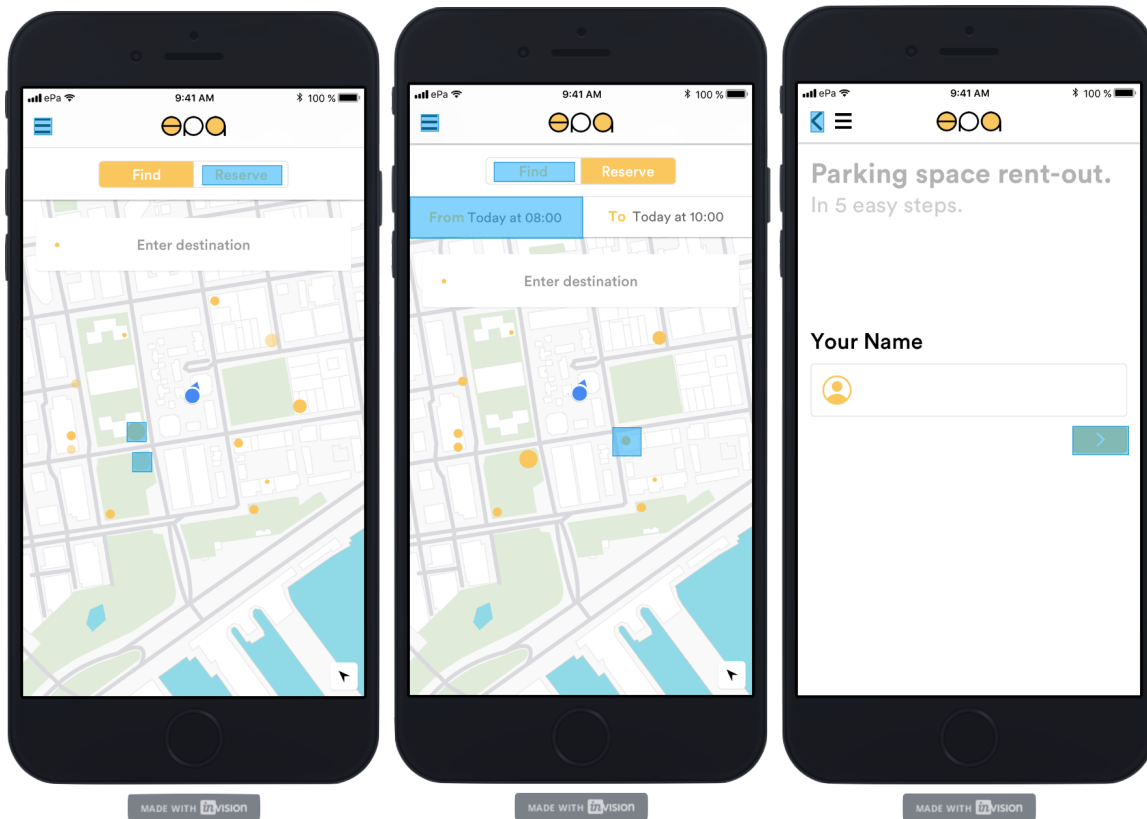 ePa 9:41 AM 100 %
epa
Find Reserve
Enter destination
MADE WITH invision
ePa 9:41 AM 100 %
epa
Find Reserve
From Today at 08:00 To Today at 10:00
Enter destination
MADE WITH invision
ePa 9:41 AM 100 %
epa
Parking space rent-out.
In 5 easy steps.
Your Name
MADE WITH invision